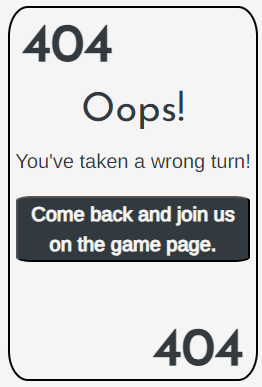 404
Oops!
You've taken a wrong turn!
Come back and join us
on the game page.
404